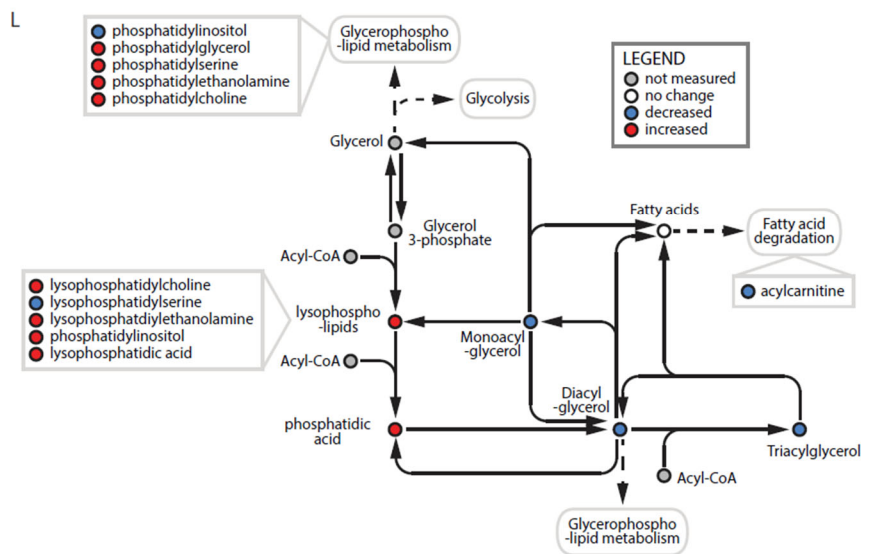 L
phosphatidylinositol
phosphatidylglycerol
phosphatidylserine
phosphatidylethanolamine
phosphatidylcholine
Glycerophospho
-lipid metabolism
LEGEND
not measured
no change
decreased
increased
Glycolysis
Glycerol
Glycerol
3-phosphate
Fatty acids
Fatty acid
degradation
Acyl-CoA
acylcarnitine
lysophosphatidylcholine
lysophosphatidylserine
lysophosphatdiylethanolamine
phosphatidylinositol
lysophosphatidic acid
lysophospho
-lipids
Monoacyl
-glycerol
Acyl-CoA
Diacyl
-glycerol
phosphatidic
acid
Triacylglycerol
Acyl-CoA
Glycerophospho
-lipid metabolism